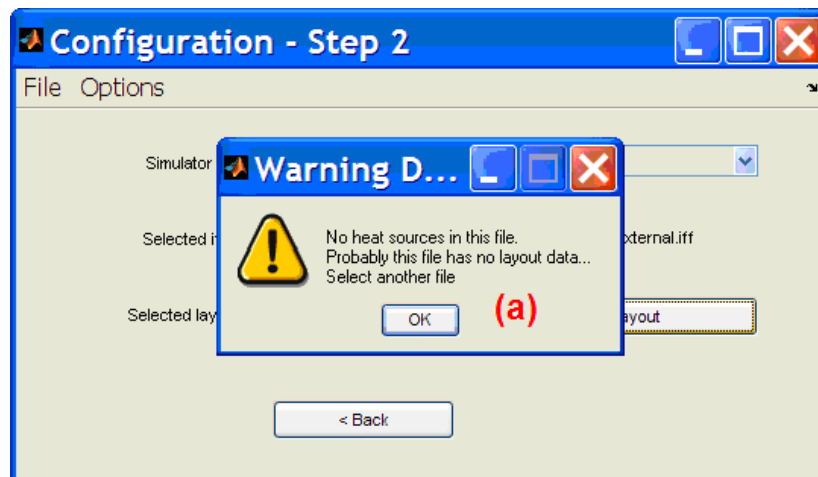 Configuration - Step 2
File Options
Simulator
Warning D...
Selected i
No heat sources in this file.
Probably this file has no layout data...
Select another file
xternal.iff
Selected lay
OK
(a)
ayout
< Back